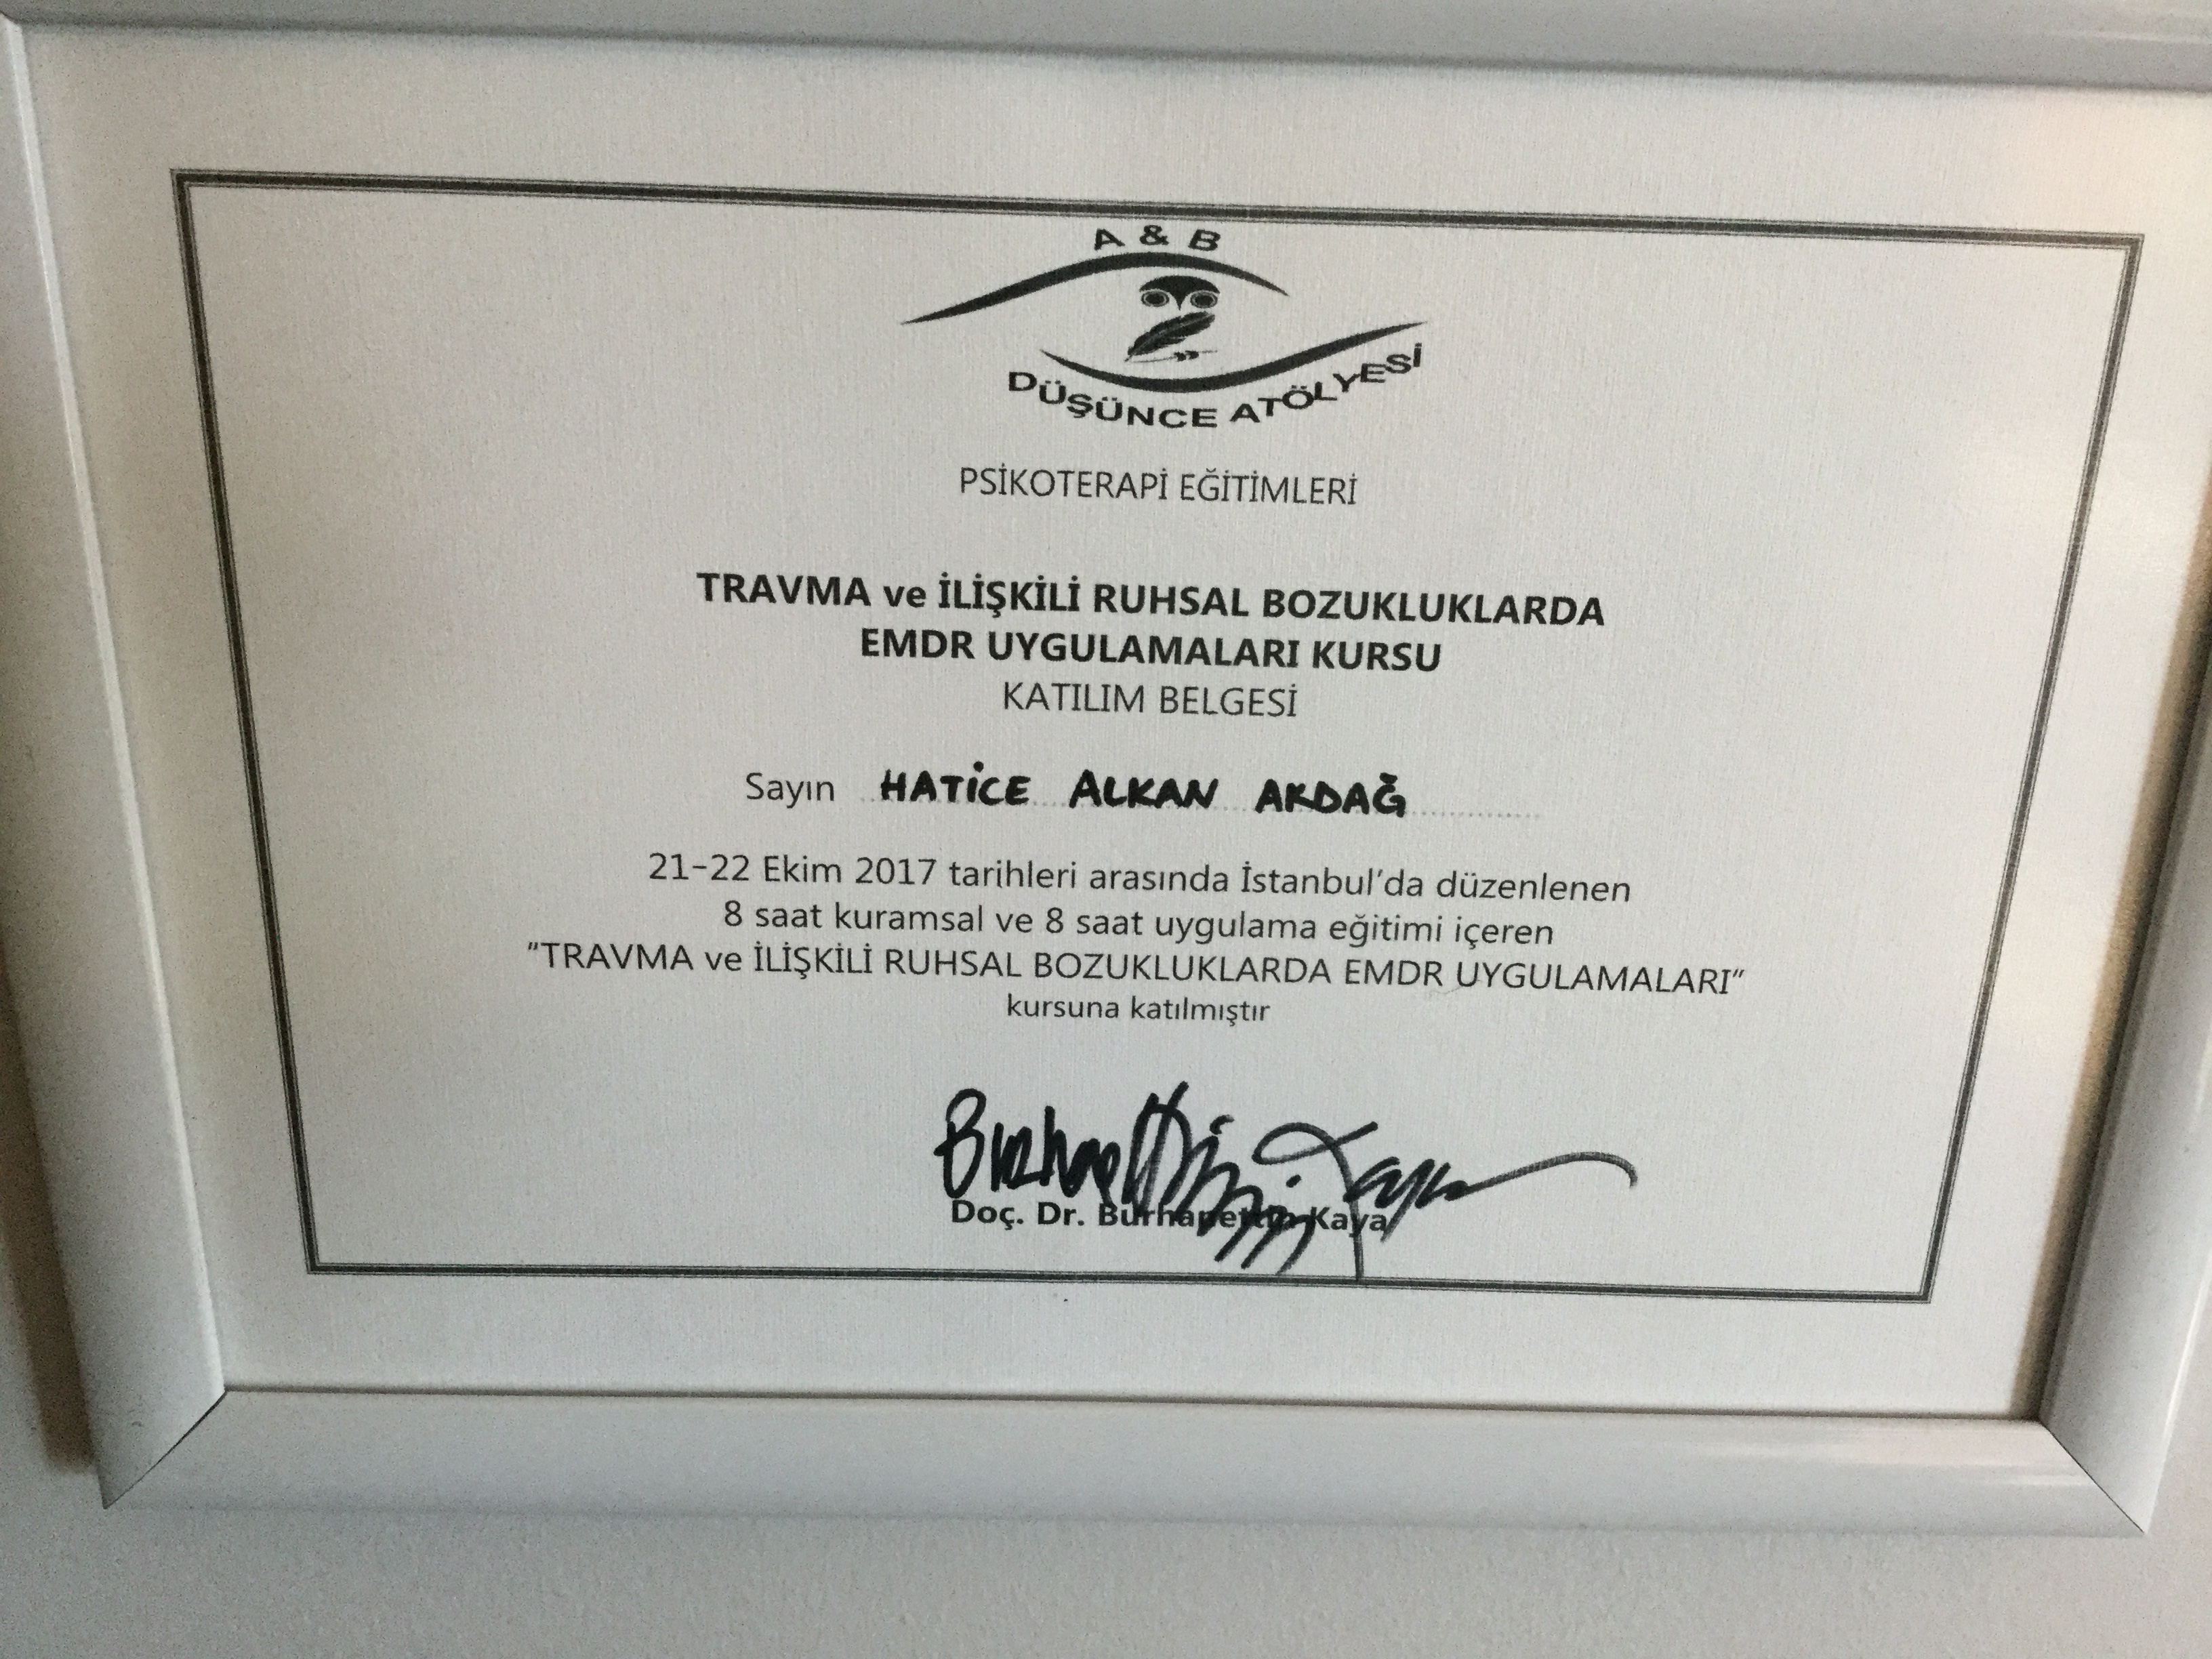 A & B
DÜŞÜNCE ATÖLYESİ
PSİKOTERAPİ EĞİTİMLERİ
TRAVMA ve İLİŞKİLİ RUHSAL BOZUKLUKLARDA
EMDR UYGULAMALARI KURSU
KATILIM BELGESİ
Sayın HATİCE ALKAN AKDAĞ
21-22 Ekim 2017 tarihleri arasında İstanbul'da düzenlenen
8 saat kuramsal ve 8 saat uygulama eğitimi içeren
"TRAVMA ve İLİŞKİLİ RUHSAL BOZUKLUKLARDA EMDR UYGULAMALARI"
kursuna katılmıştır
Doç. Dr. Burhanettin Kaya